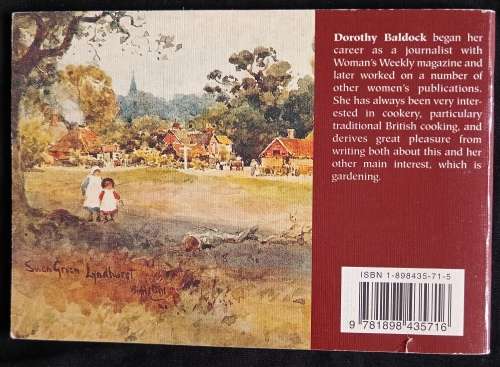 Dorothy Baldock began her
career as a journalist with
Woman's Weekly magazine and
later worked on a number of
other women's publications.
She has always been very inter-
ested in cookery, particulary
traditional British cooking, and
derives great pleasure from
writing both about this and her
other main interest, which is
gardening.
Swan Green Lyndhurst
ISBN 1-898435-71-5
9 781898 435716